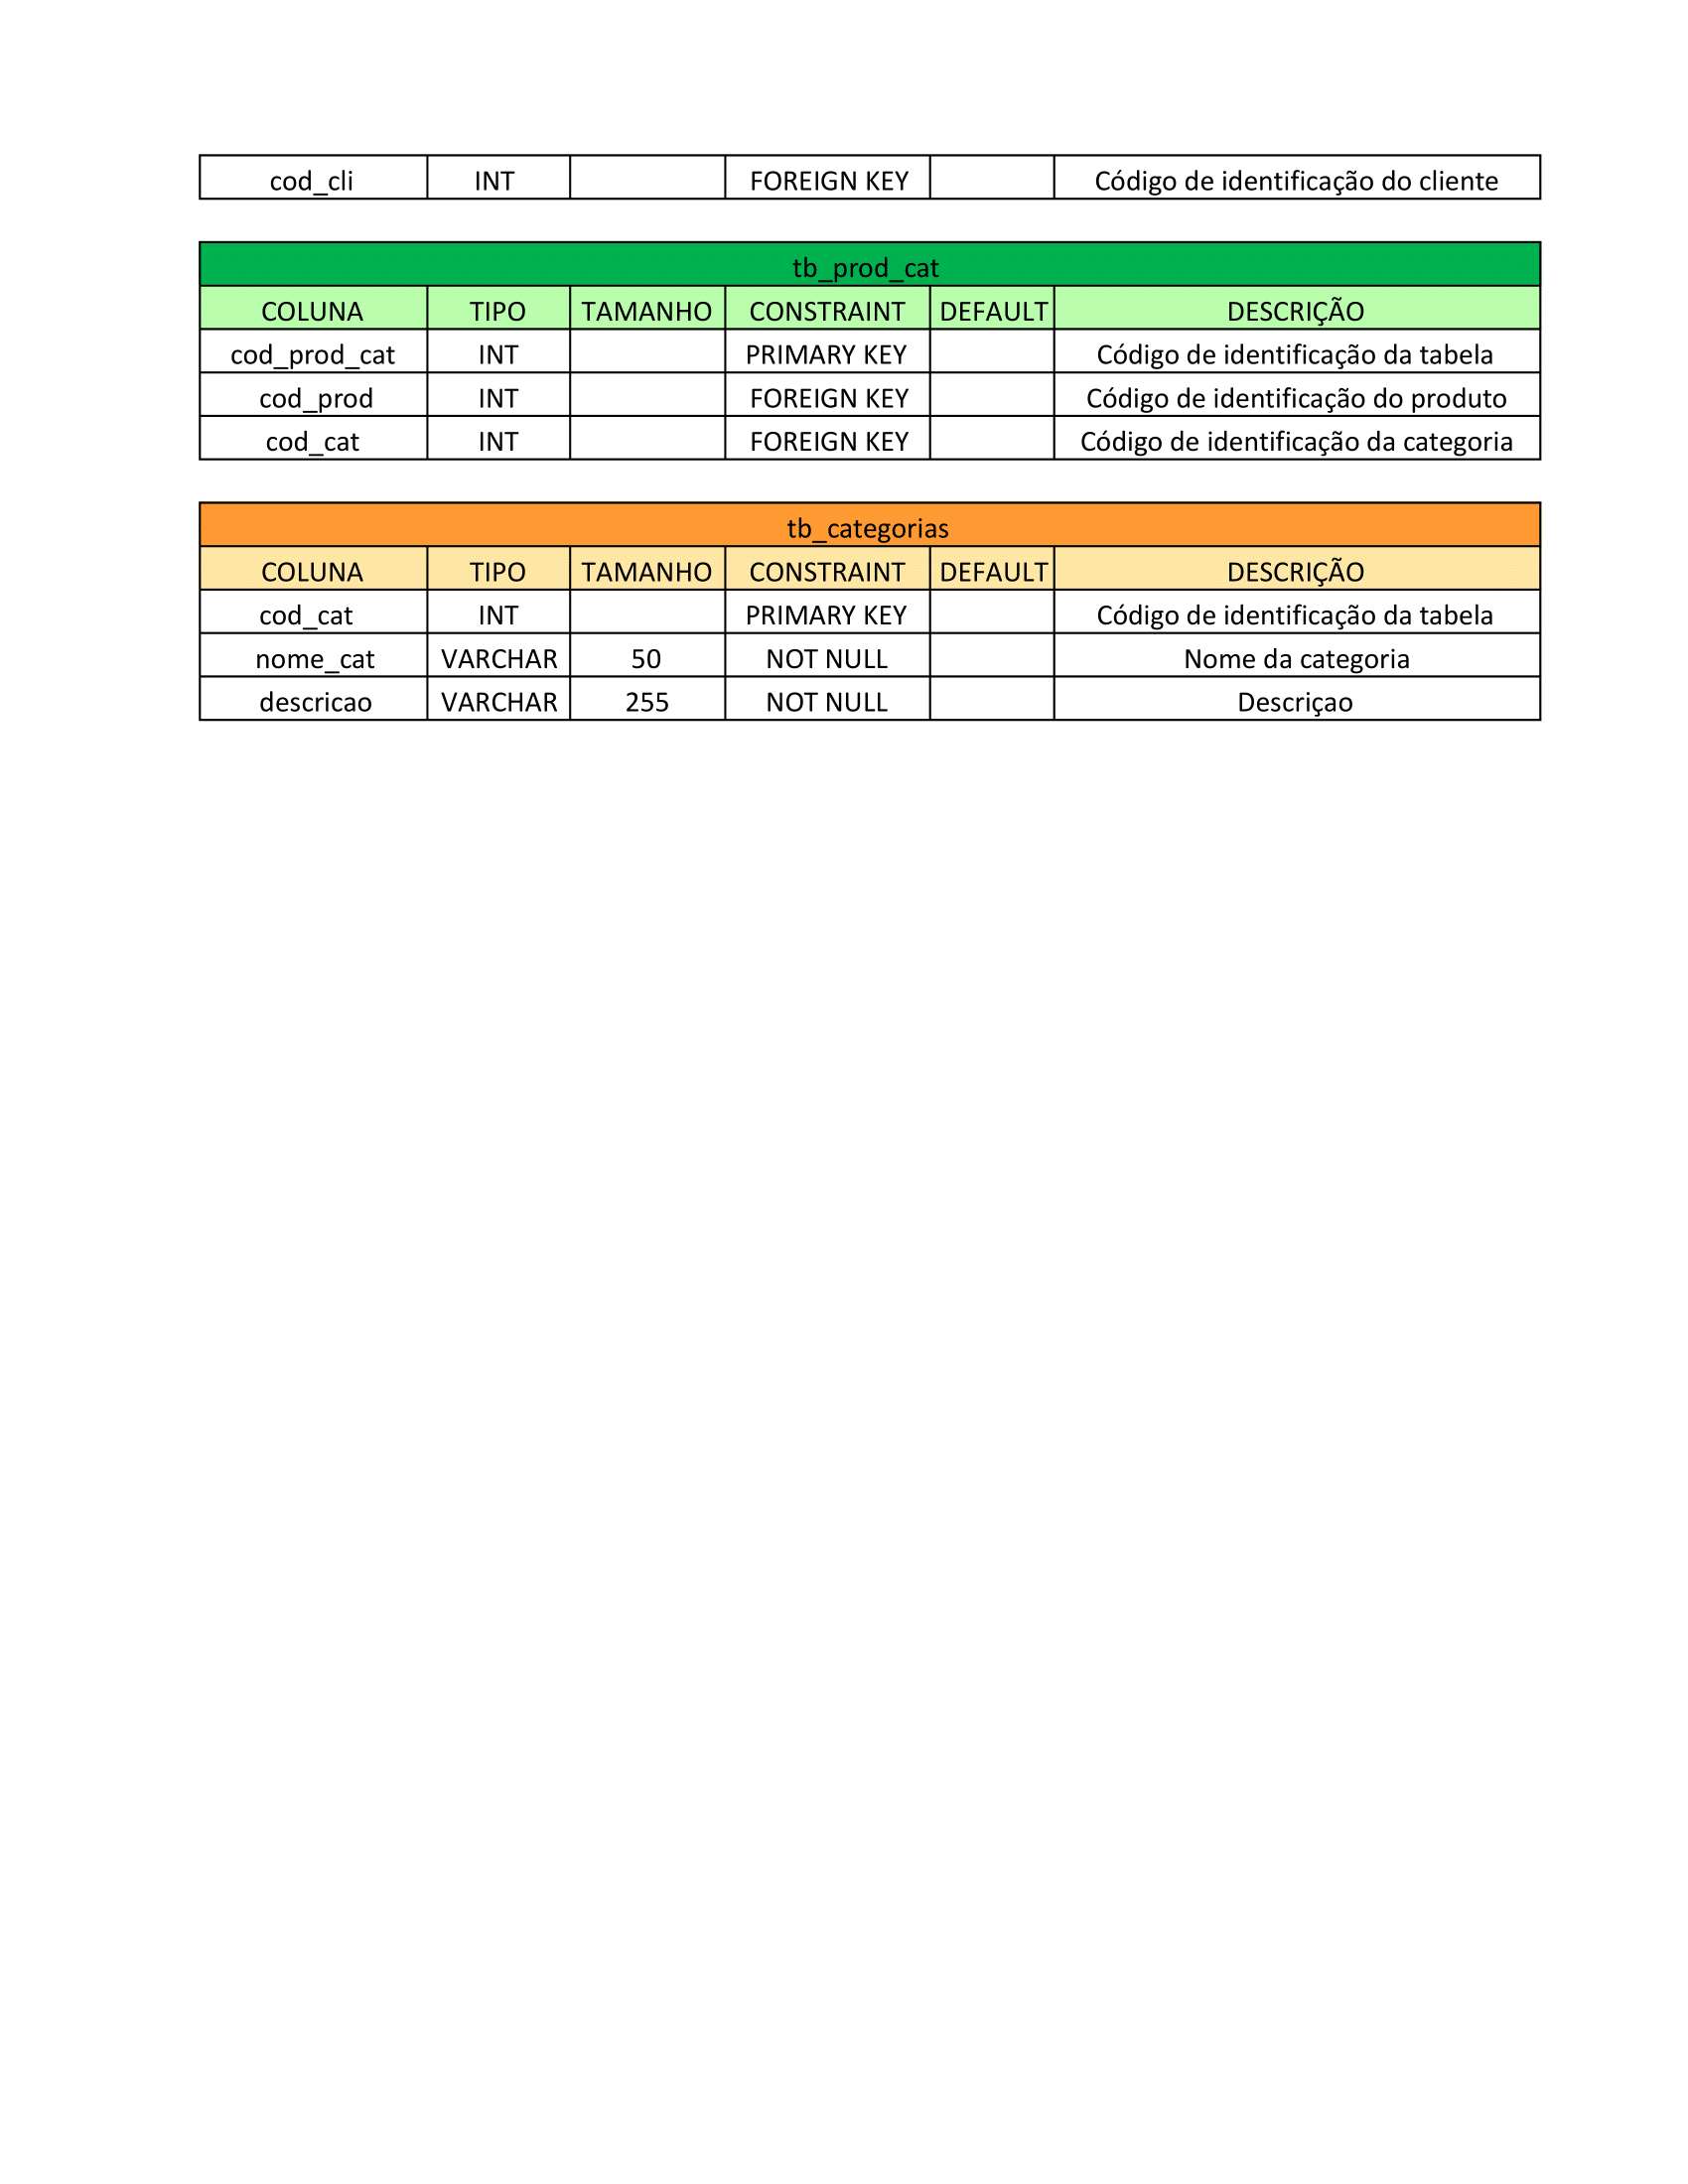 cod_cli INT FOREIGN KEY Código de identificação do cliente
tb_prod_cat
COLUNA TIPO TAMANHO CONSTRAINT DEFAULT DESCRIÇÃO
cod_prod_cat INT PRIMARY KEY Código de identificação da tabela
cod_prod INT FOREIGN KEY Código de identificação do produto
cod_cat INT FOREIGN KEY Código de identificação da categoria
tb_categorias
COLUNA TIPO TAMANHO CONSTRAINT DEFAULT DESCRIÇÃO
cod_cat INT PRIMARY KEY Código de identificação da tabela
nome_cat VARCHAR 50 NOT NULL Nome da categoria
descricao VARCHAR 255 NOT NULL Descriçao